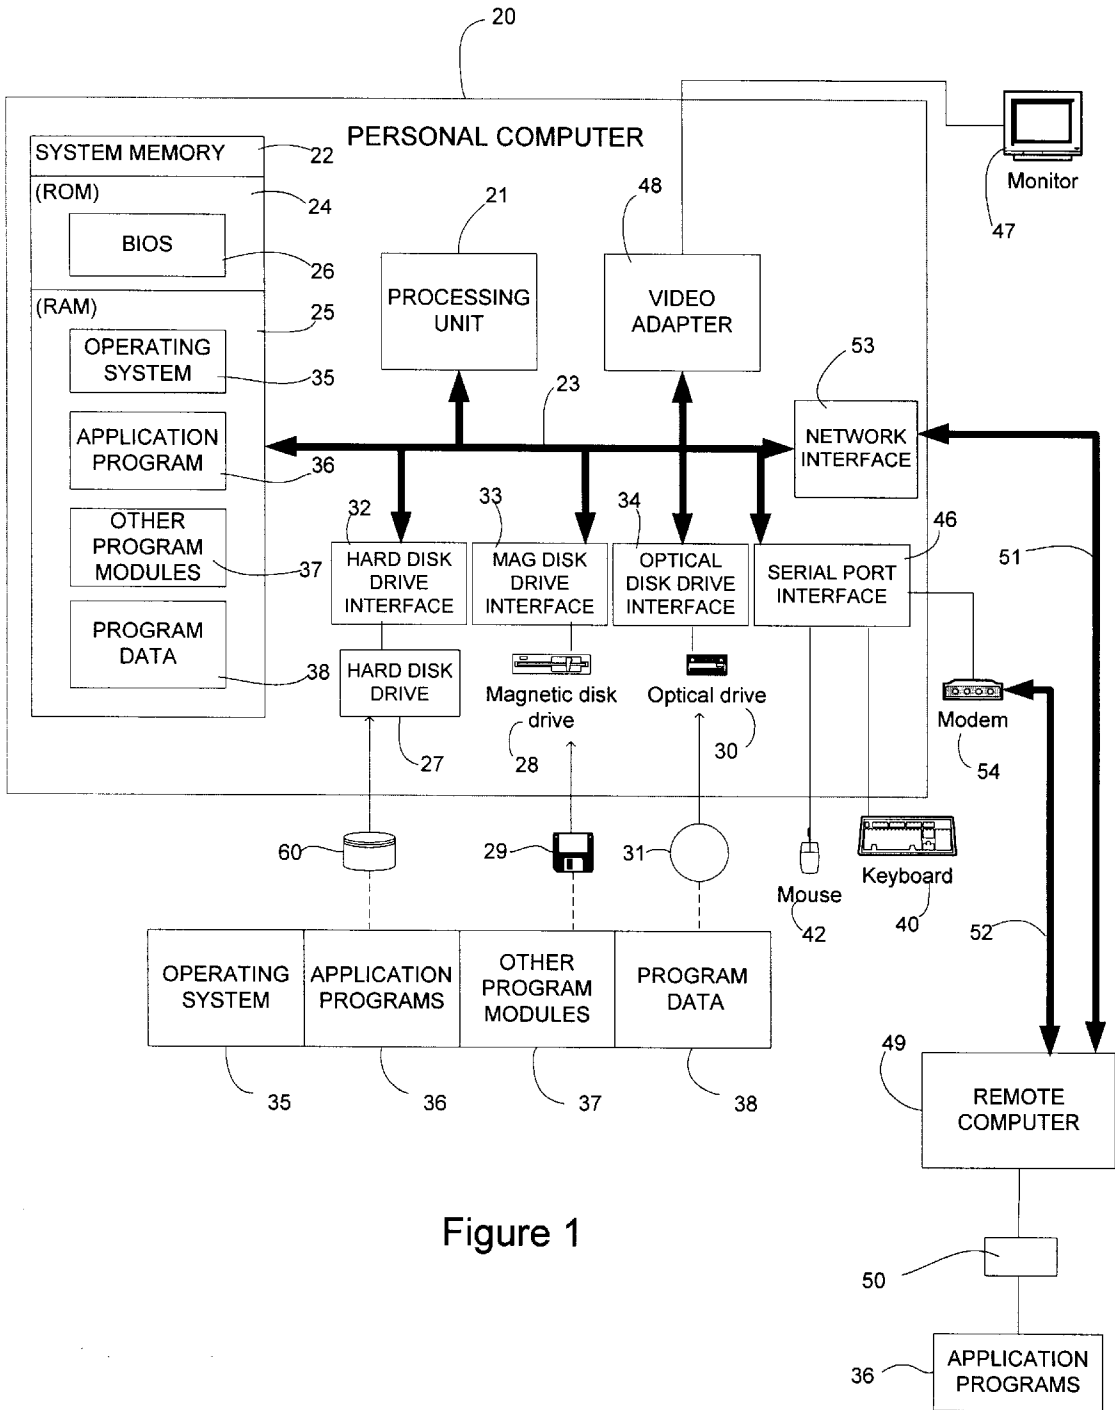 20
PERSONAL COMPUTER
SYSTEM MEMORY
22
(ROM)
24
BIOS
26
(RAM)
25
OPERATING
SYSTEM
35
APPLICATION
PROGRAM
36
OTHER
PROGRAM
MODULES
37
PROGRAM
DATA
38
21
PROCESSING
UNIT
48
VIDEO
ADAPTER
Monitor
47
23
53
NETWORK
INTERFACE
32
HARD DISK
DRIVE
INTERFACE
33
MAG DISK
DRIVE
INTERFACE
34
OPTICAL
DISK DRIVE
INTERFACE
46
SERIAL PORT
INTERFACE
51
HARD DISK
DRIVE
27
Magnetic disk
drive
28
Optical drive
30
Modem
54
60
29
31
Mouse
42
Keyboard
40
52
OPERATING
SYSTEM
APPLICATION
PROGRAMS
OTHER
PROGRAM
MODULES
PROGRAM
DATA
35
36
37
38
49
REMOTE
COMPUTER
50
36
APPLICATION
PROGRAMS
Figure 1